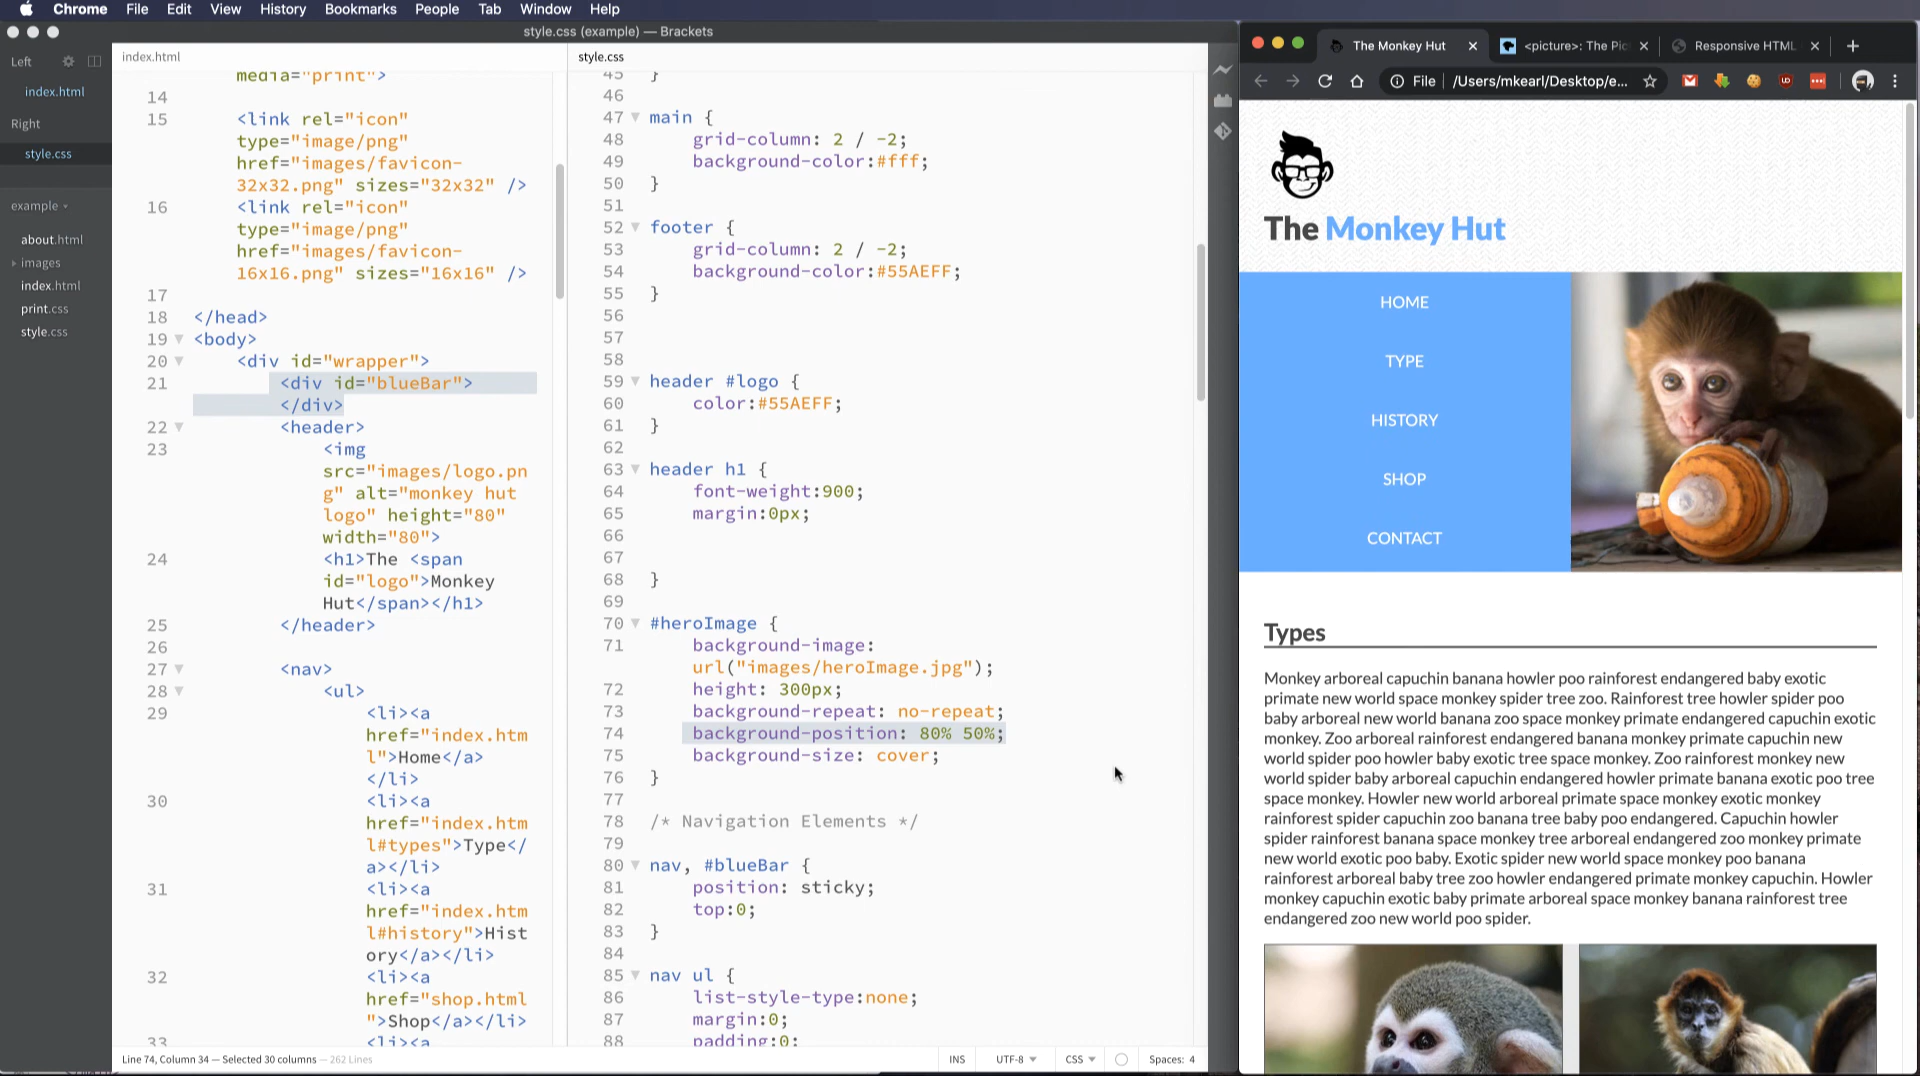 Chrome File Edit View History Bookmarks People Tab Window Help
style.css (example) — Brackets
Left
index.html
Right
style.css
example
about.html
images
index.html
print.css
style.css
index.html
media="print">
14
15 <link rel="icon"
type="image/png"
href="images/favicon-
32x32.png" sizes="32x32" />
16 <link rel="icon"
type="image/png"
href="images/favicon-
16x16.png" sizes="16x16" />
17
18 </head>
19 <body>
20 <div id="wrapper">
21 <div id="blueBar">
</div>
22 <header>
23 <img
src="images/logo.pn
g" alt="monkey hut
logo" height="80"
width="80">
24 <h1>The <span
id="logo">Monkey
Hut</span></h1>
25 </header>
26
27 <nav>
28 <ul>
29 <li><a
href="index.htm
l">Home</a>
</li>
30 <li><a
href="index.htm
l#types">Type</
a></li>
31 <li><a
href="index.htm
l#history">Hist
ory</a></li>
32 <li><a
href="shop.html
">Shop</a></li>
33 <li><a
style.css
45 }
46
47 main {
48 grid-column: 2 / -2;
49 background-color:#fff;
50 }
51
52 footer {
53 grid-column: 2 / -2;
54 background-color:#55AEFF;
55 }
56
57
58
59 header #logo {
60 color:#55AEFF;
61 }
62
63 header h1 {
64 font-weight:900;
65 margin:0px;
66
67
68 }
69
70 #heroImage {
71 background-image:
url("images/heroImage.jpg");
72 height: 300px;
73 background-repeat: no-repeat;
74 background-position: 80% 50%;
75 background-size: cover;
76 }
77
78 /* Navigation Elements */
79
80 nav, #blueBar {
81 position: sticky;
82 top:0;
83 }
84
85 nav ul {
86 list-style-type:none;
87 margin:0;
88 padding:0;
Line 74, Column 34 — Selected 30 columns — 262 Lines
INS UTF-8 CSS Spaces: 4
The Monkey Hut <picture>: The Pic Responsive HTML
File /Users/mkearl/Desktop/e...
The Monkey Hut
HOME
TYPE
HISTORY
SHOP
CONTACT
Types
Monkey arboreal capuchin banana howler poo rainforest endangered baby exotic
primate new world space monkey spider tree zoo. Rainforest tree howler spider poo
baby arboreal new world banana zoo space monkey primate endangered capuchin exotic
monkey. Zoo arboreal rainforest endangered banana monkey primate capuchin new
world spider poo howler baby exotic tree space monkey. Zoo rainforest monkey new
world spider baby arboreal capuchin endangered howler primate banana exotic poo tree
space monkey. Howler new world arboreal primate space monkey exotic monkey
rainforest spider capuchin zoo banana tree baby poo endangered. Capuchin howler
spider rainforest banana space monkey tree arboreal endangered zoo monkey primate
new world exotic poo baby. Exotic spider new world space monkey poo banana
rainforest arboreal baby tree zoo howler endangered primate monkey capuchin. Howler
monkey capuchin exotic baby primate arboreal space monkey banana rainforest tree
endangered zoo new world poo spider.